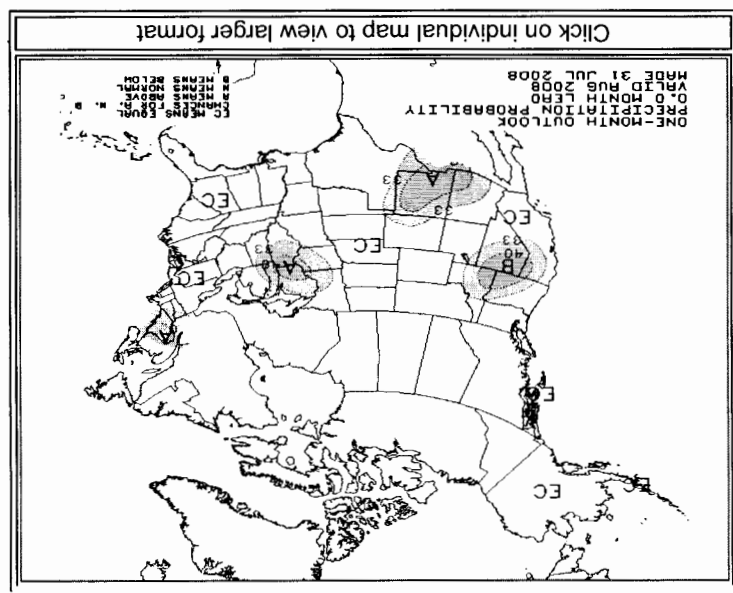 EC
EC
E
A
B
40
33
EC
A
40
33
EC
EC
33
A
33
EC
EC
ONE-MONTH OUTLOOK
PRECIPITATION PROBABILITY
0.0 MONTH LEAD
VALID AUG 2008
MADE 31 JUL 2008
EC MEANS EQUAL
CHANCES FOR A, N, B
A MEANS ABOVE
N MEANS NORMAL
B MEANS BELOW
Click on individual map to view larger format